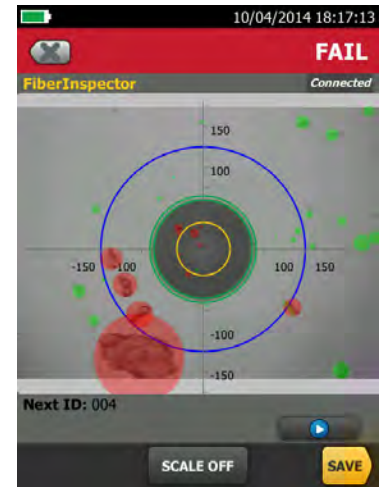 10/04/2014 18:17:13
FAIL
FiberInspector Connected
150
100
-150 -100 100 150
-100
-150
Next ID: 004
SCALE OFF SAVE